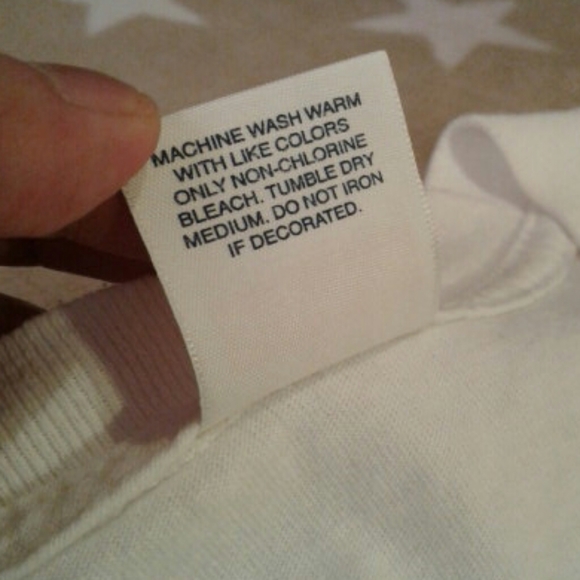 MACHINE WASH WARM
WITH LIKE COLORS
ONLY NON-CHLORINE
BLEACH. TUMBLE DRY
MEDIUM. DO NOT IRON
IF DECORATED.